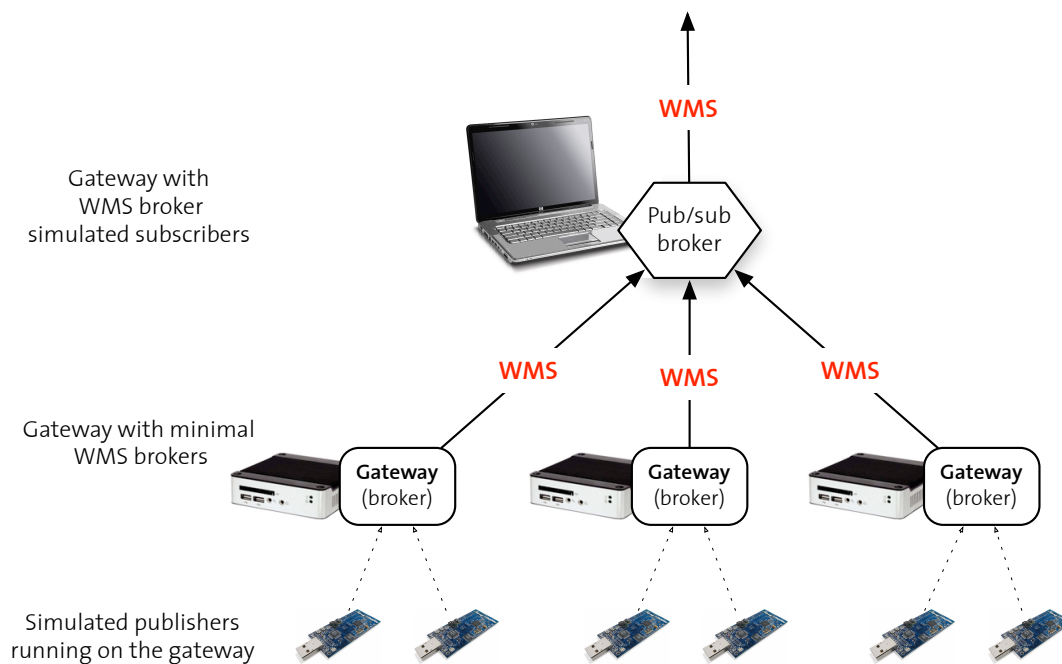 WMS
Gateway with
WMS broker
simulated subscribers
Pub/sub
broker
WMS
WMS
WMS
Gateway with minimal
WMS brokers
Gateway
(broker)
Gateway
(broker)
Gateway
(broker)
Simulated publishers
running on the gateway